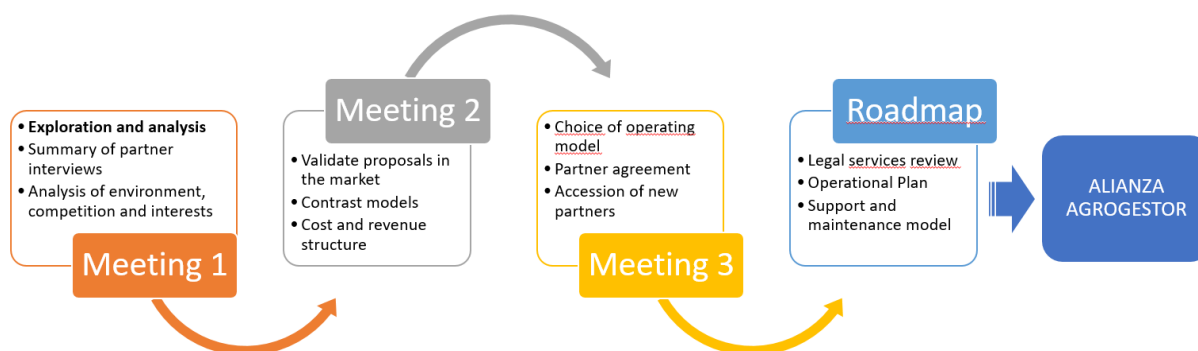 • Exploration and analysis
• Summary of partner
interviews
• Analysis of environment,
competition and interests
Meeting 1
Meeting 2
• Validate proposals in
the market
• Contrast models
• Cost and revenue
structure
• Choice of operating
model
• Partner agreement
• Accession of new
partners
Meeting 3
Roadmap
• Legal services review
• Operational Plan
• Support and
maintenance model
ALIANZA
AGROGESTOR